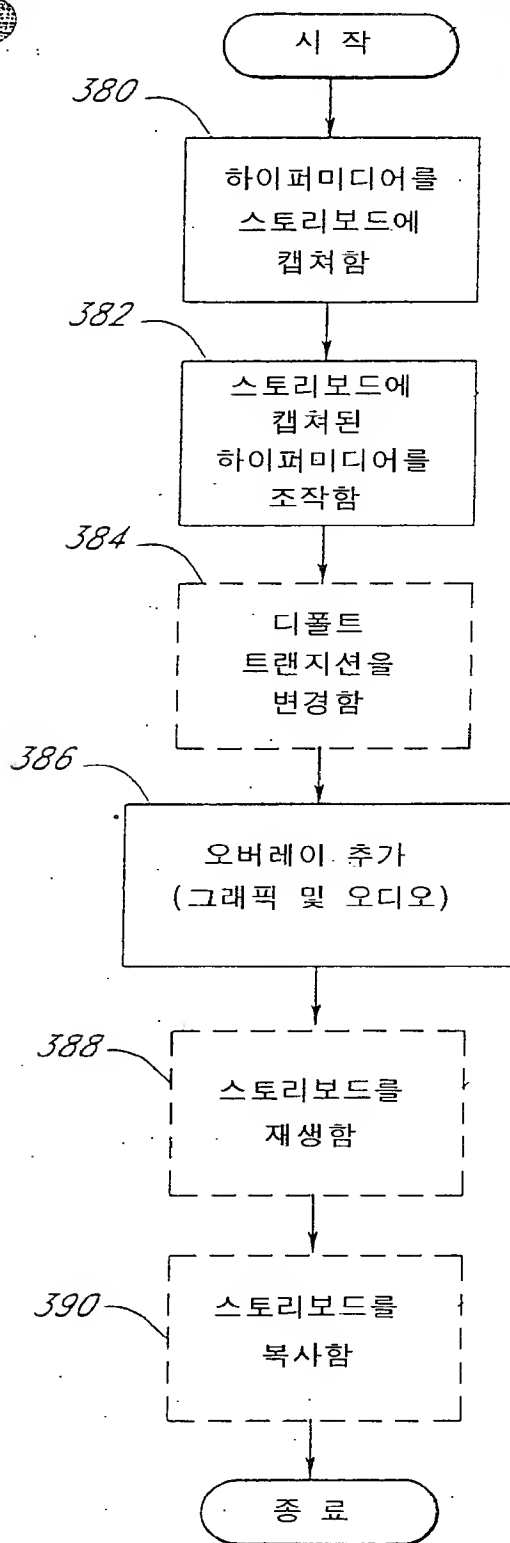 시 작
380
하이퍼미디어를
스토리보드에
캡쳐함
382
스토리보드에
캡쳐된
하이퍼미디어를
조작함
384
디폴트
트랜지션을
변경함
386
오버레이 추가
(그래픽 및 오디오)
388
스토리보드를
재생함
390
스토리보드를
복사함
종 료